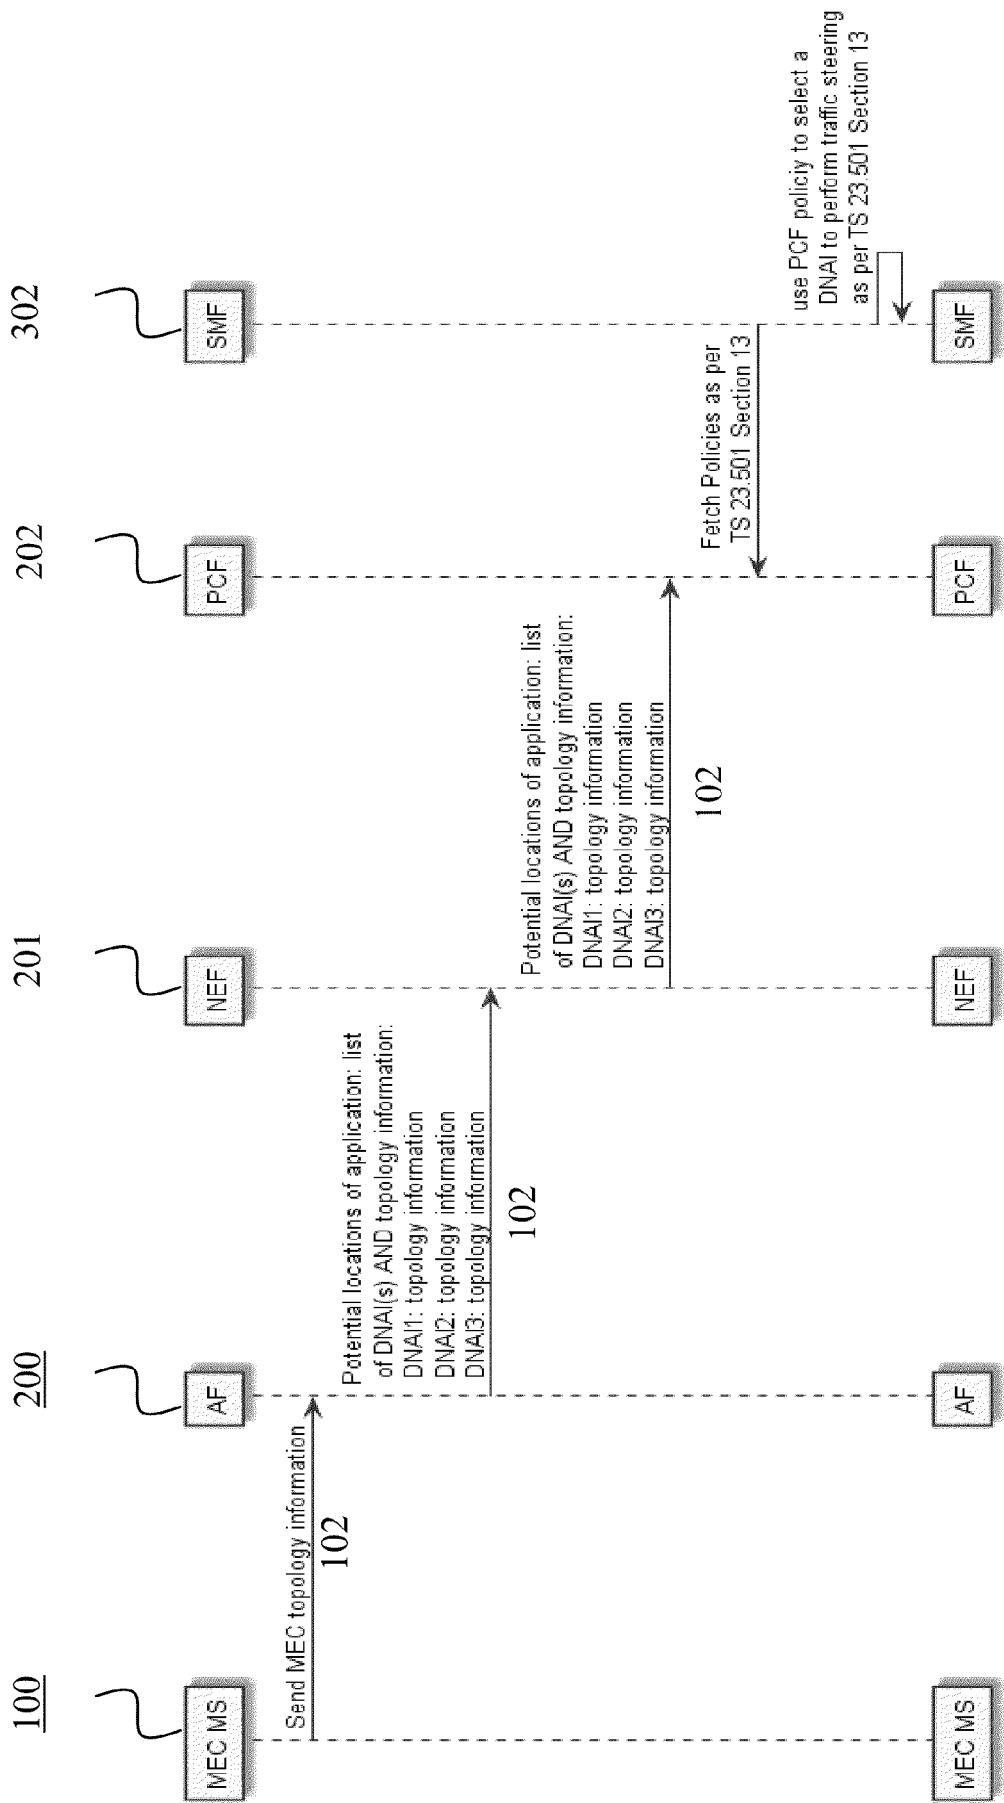 100
200
201
202
302
MEC MS
AF
NEF
PCF
SMF
Send MEC topology information
102
Potential locations of application: list
of DNAI(s) AND topology information:
DNAI1: topology information
DNAI2: topology information
DNAI3: topology information
102
Potential locations of application: list
of DNAI(s) AND topology information:
DNAI1: topology information
DNAI2: topology information
DNAI3: topology information
102
Fetch Policies as per
TS 23.501 Section 13
use PCF policiy to select a
DNAI to perform traffic steering
as per TS 23.501 Section 13
MEC MS
AF
NEF
PCF
SMF